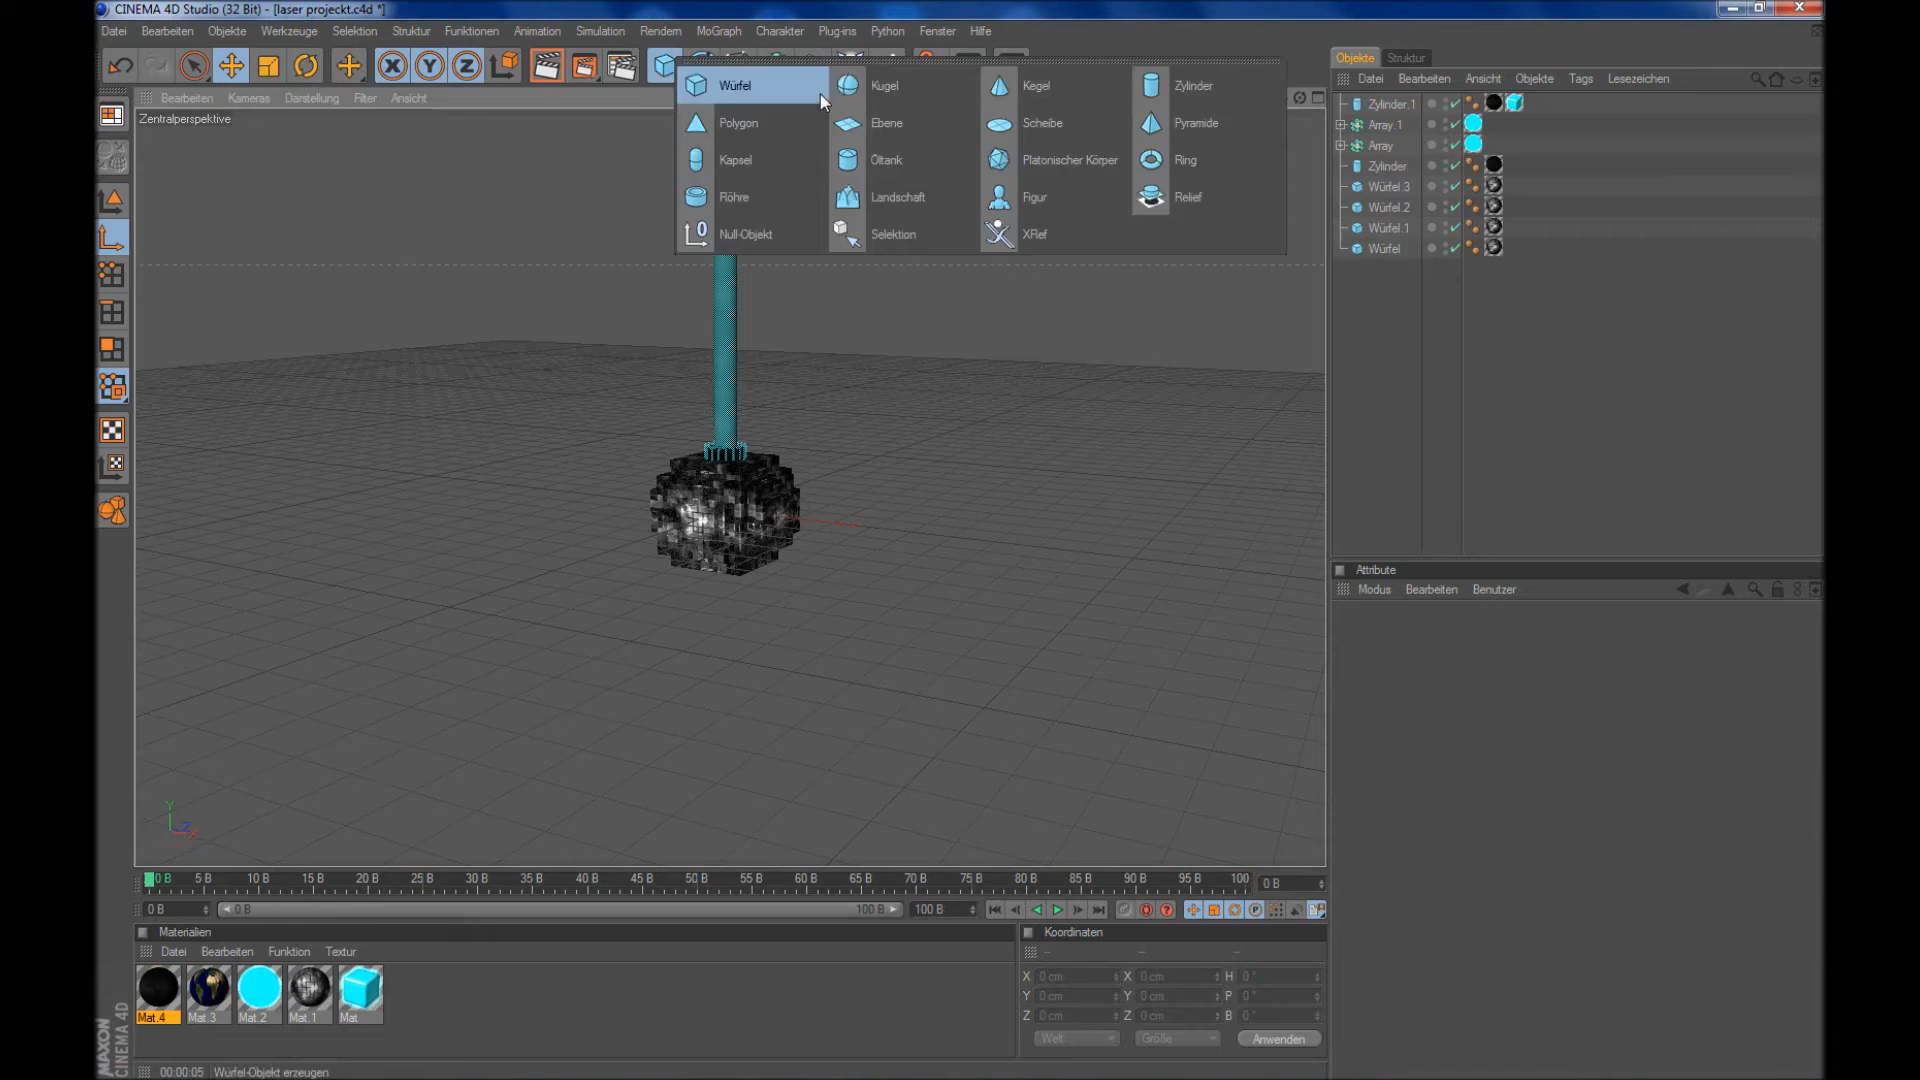 CINEMA 4D Studio (32 Bit) - [laser projeckt.c4d *]
Datei Bearbeiten Objekte Werkzeuge Selektion Struktur Funktionen Animation Simulation Rendern MoGraph Charakter Plug-ins Python Fenster Hilfe
X Y Z
Objekte Struktur
Datei Bearbeiten Ansicht Objekte Tags Lesezeichen
Bearbeiten Kameras Darstellung Filter Ansicht
Zentralperspektive
Würfel Kugel Kegel Zylinder
Polygon Ebene Scheibe Pyramide
Kapsel Öltank Platonischer Körper Ring
Röhre Landschaft Figur Relief
0 Null-Objekt Selektion XRef
Zylinder.1
Array.1
Array
Zylinder
Würfel.3
Würfel.2
Würfel.1
Würfel
Attribute
Modus Bearbeiten Benutzer
Y
Z X
0 B 5 B 10 B 15 B 20 B 25 B 30 B 35 B 40 B 45 B 50 B 55 B 60 B 65 B 70 B 75 B 80 B 85 B 90 B 95 B 100 0 B
0 B 0 B 100 B 100 B
Materialien
Datei Bearbeiten Funktion Textur
Mat.4 Mat.3 Mat.2 Mat.1 Mat
Koordinaten
-- -- --
X 0 cm X 0 cm H 0 °
Y 0 cm Y 0 cm P 0 °
Z 0 cm Z 0 cm B 0 °
Welt Größe Anwenden
MAXON
CINEMA 4D
00:00:05 Würfel-Objekt erzeugen